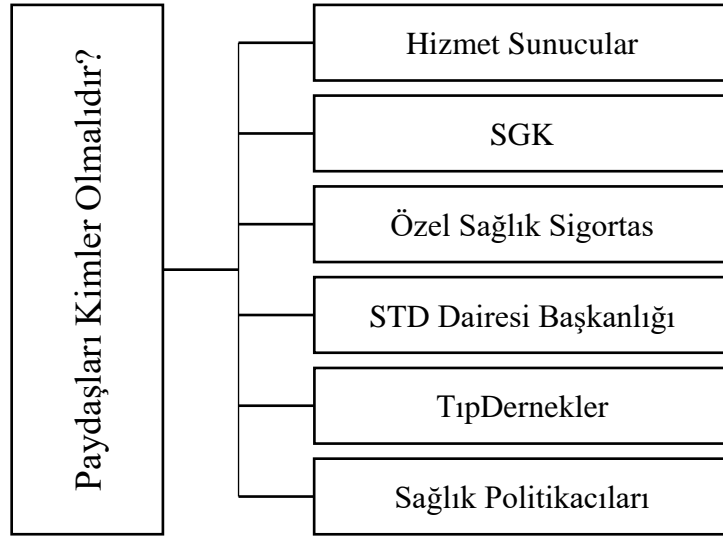 Paydaşları Kimler Olmalıdır?
Hizmet Sunucular
SGK
Özel Sağlık Sigortas
STD Dairesi Başkanlığı
TıpDernekler
Sağlık Politikacıları